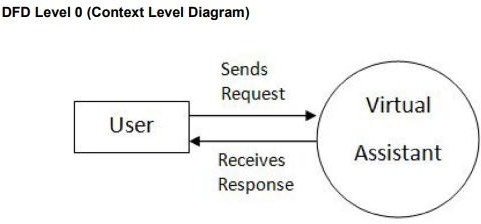 DFD Level 0 (Context Level Diagram)
Sends
Request
User
Virtual
Assistant
Receives
Response